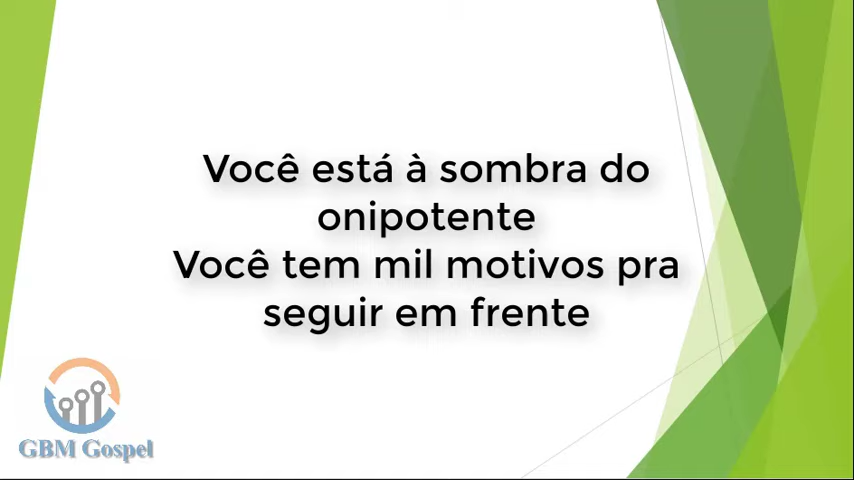 Você está à sombra do
onipotente
Você tem mil motivos pra
seguir em frente
GBM Gospel